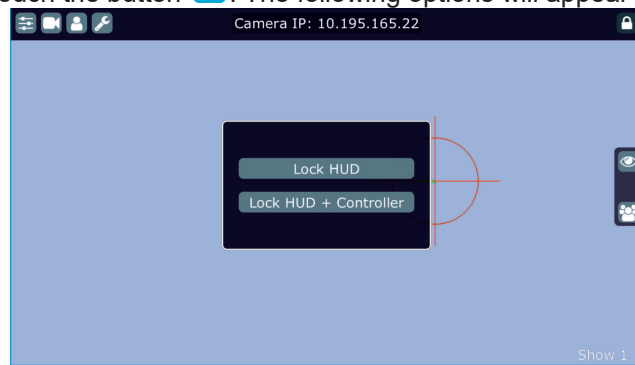 ouch the button . The following options will appear
Camera IP: 10.195.165.22
Lock HUD
Lock HUD + Controller
Show 1